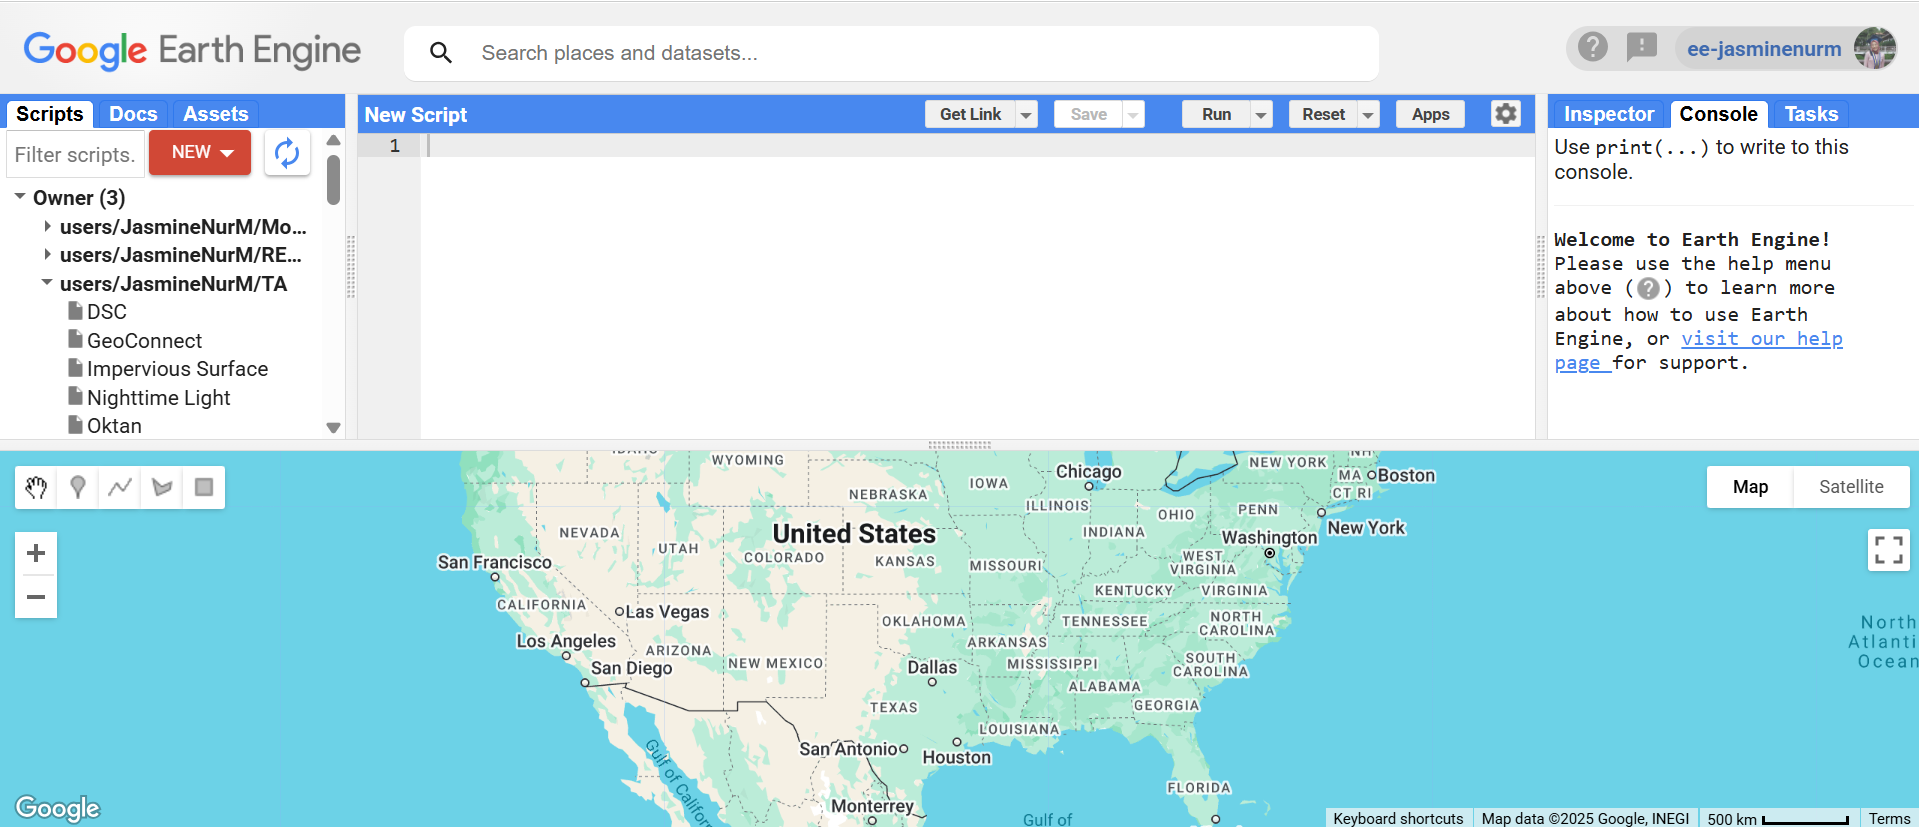 Google Earth Engine
Search places and datasets...
ee-jasminenurm
Scripts
Docs
Assets
Filter scripts.
NEW
Owner (3)
users/JasmineNurM/Mo...
users/JasmineNurM/RE...
users/JasmineNurM/TA
DSC
GeoConnect
Impervious Surface
Nighttime Light
Oktan
New Script
Get Link
Save
Run
Reset
Apps
1
Inspector
Console
Tasks
Use print(...) to write to this
console.
Welcome to Earth Engine!
Please use the help menu
above (?) to learn more
about how to use Earth
Engine, or visit our help
page for support.
Map
Satellite
IDAHO
WYOMING
NEBRASKA
IOWA
Chicago
NEW YORK
NH
MA
Boston
CT RI
ILLINOIS
INDIANA
OHIO
PENN
New York
NEVADA
UTAH
United States
COLORADO
KANSAS
MISSOURI
WEST
VIRGINIA
Washington
San Francisco
CALIFORNIA
Las Vegas
KENTUCKY
VIRGINIA
OKLAHOMA
TENNESSEE
NORTH
CAROLINA
Los Angeles
ARIZONA
NEW MEXICO
ARKANSAS
MISSISSIPPI
SOUTH
CAROLINA
San Diego
Dallas
ALABAMA
GEORGIA
TEXAS
LOUISIANA
San Antonio
Houston
FLORIDA
Gulf of Californ
Monterrey
Gulf of
North
Atlanti
Ocean
Google
Keyboard shortcuts
Map data ©2025 Google, INEGI
500 km
Terms